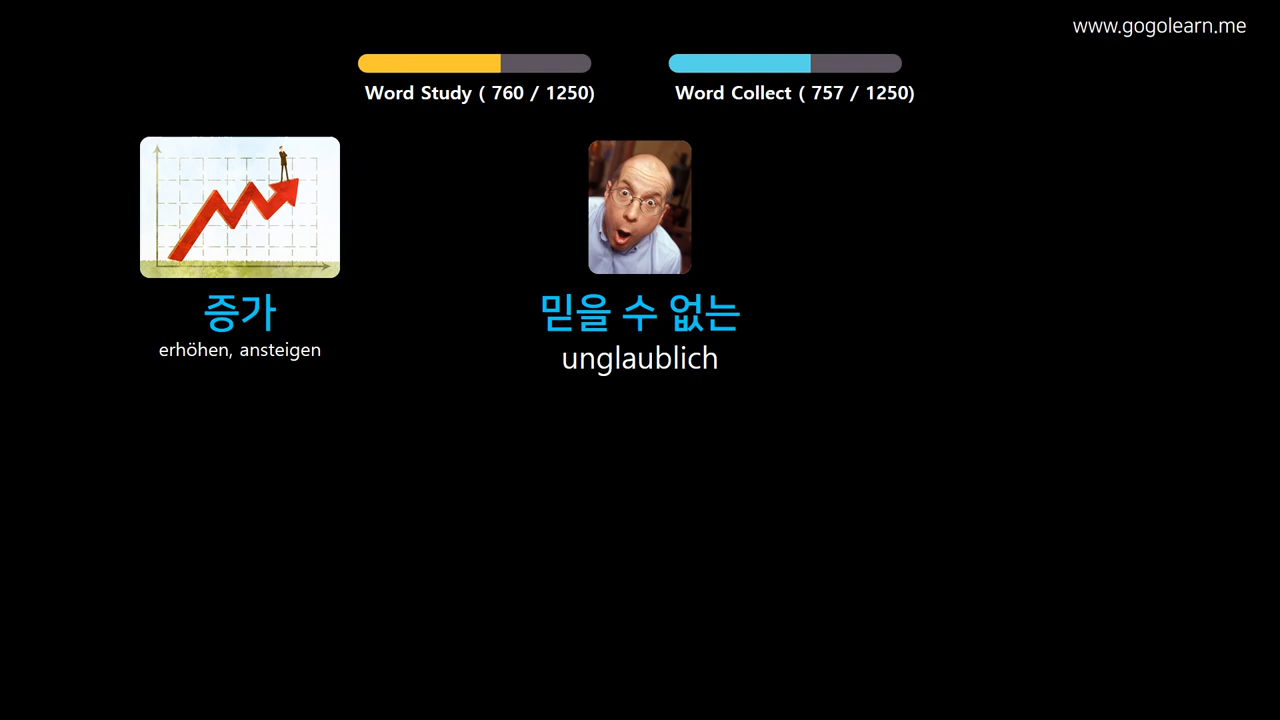 www.gogolearn.me
Word Study ( 760 / 1250)
Word Collect ( 757 / 1250)
증가
erhöhen, ansteigen
믿을 수 없는
unglaublich